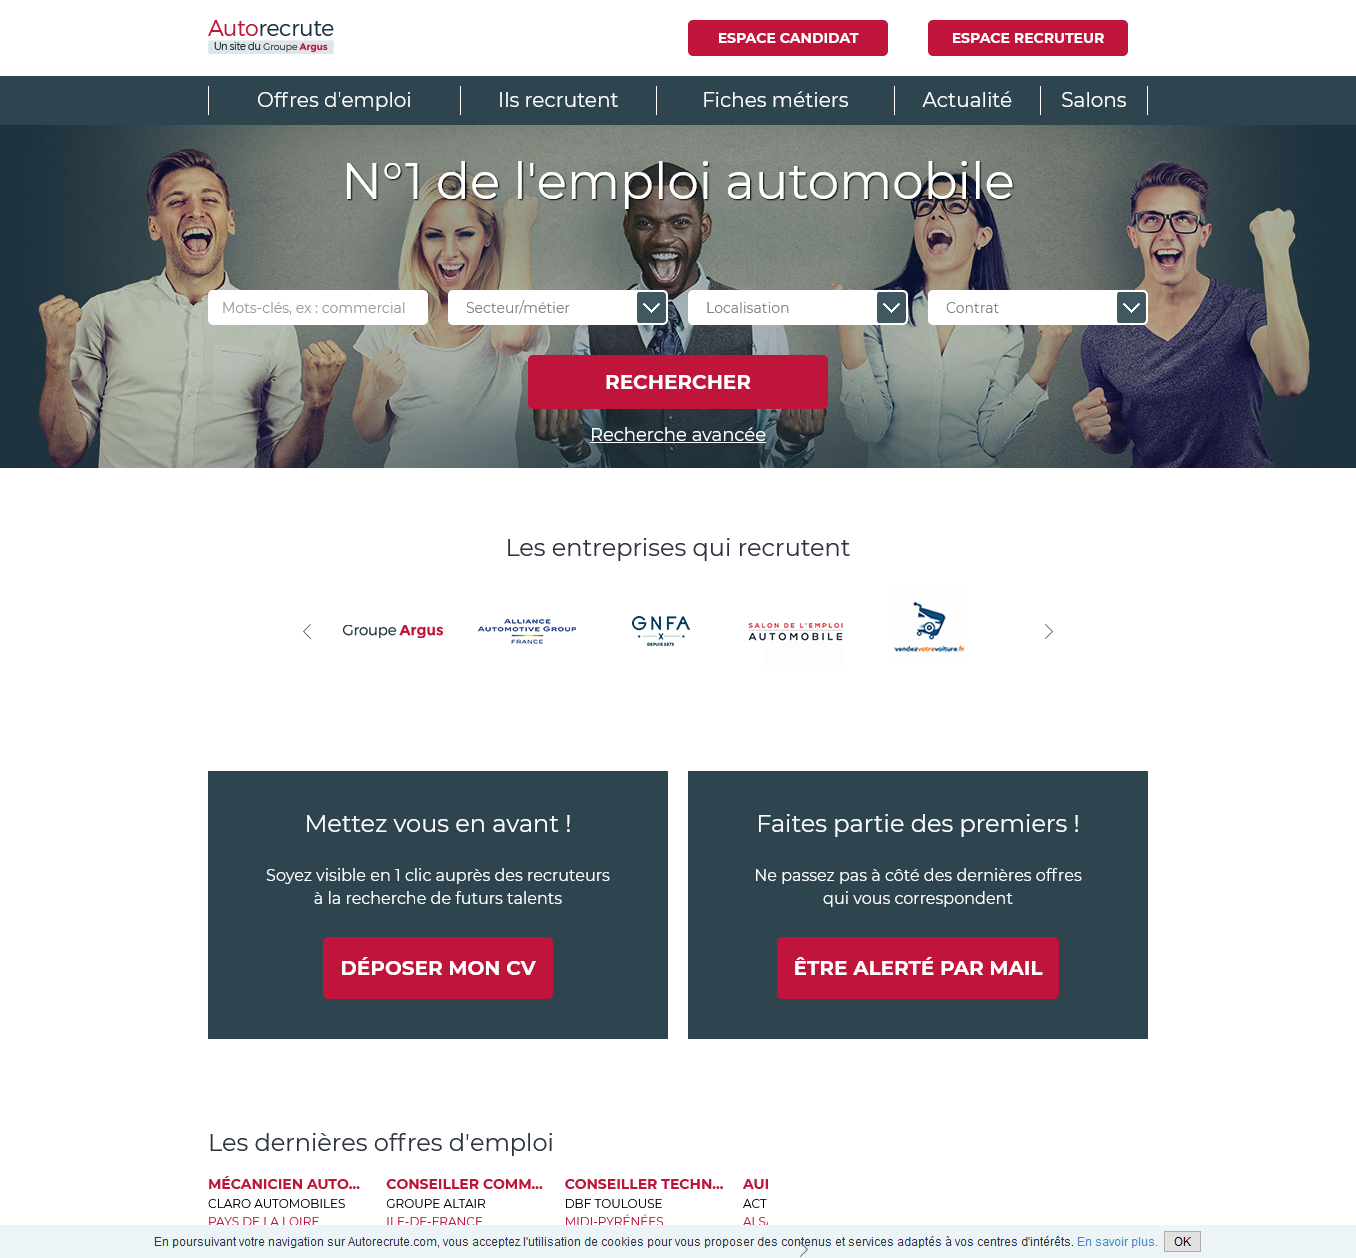 Autorecrute
Un site du Groupe Argus
ESPACE CANDIDAT
ESPACE RECRUTEUR
Offres d'emploi
Ils recrutent
Fiches métiers
Actualité
Salons
N°1 de l'emploi automobile
Mots-clés, ex : commercial
Secteur/métier
Localisation
Contrat
RECHERCHER
Recherche avancée
Les entreprises qui recrutent
Groupe Argus
ALLIANCE
AUTOMOTIVE GROUP
FRANCE
GNFA
DEPUIS 1973
SALON DE L'EMPLOI
AUTOMOBILE
vendezvotrevoiture.fr
Mettez vous en avant !
Soyez visible en 1 clic auprès des recruteurs
à la recherche de futurs talents
DÉPOSER MON CV
Faites partie des premiers !
Ne passez pas à côté des dernières offres
qui vous correspondent
ÊTRE ALERTÉ PAR MAIL
Les dernières offres d'emploi
MÉCANICIEN AUTO...
CLARO AUTOMOBILES
PAYS DE LA LOIRE
CONSEILLER COMM...
GROUPE ALTAIR
ILE-DE-FRANCE
CONSEILLER TECHN...
DBF TOULOUSE
MIDI-PYRÉNÉES
ACT
En poursuivant votre navigation sur Autorecrute.com, vous acceptez l'utilisation de cookies pour vous proposer des contenus et services adaptés à vos centres d'intérêts. En savoir plus. OK